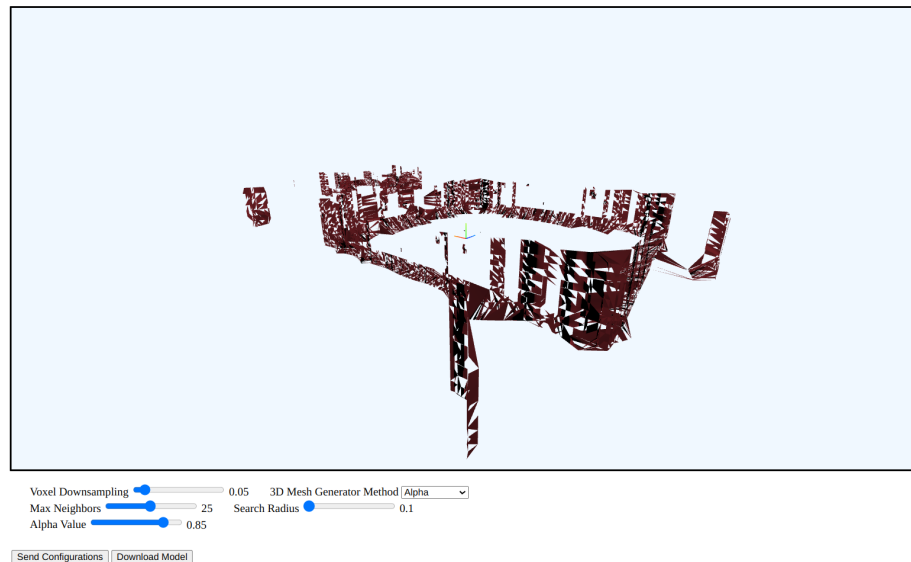 Voxel Downsampling 0.05 3D Mesh Generator Method Alpha
Max Neighbors 25 Search Radius 0.1
Alpha Value 0.85
Send Configurations Download Model